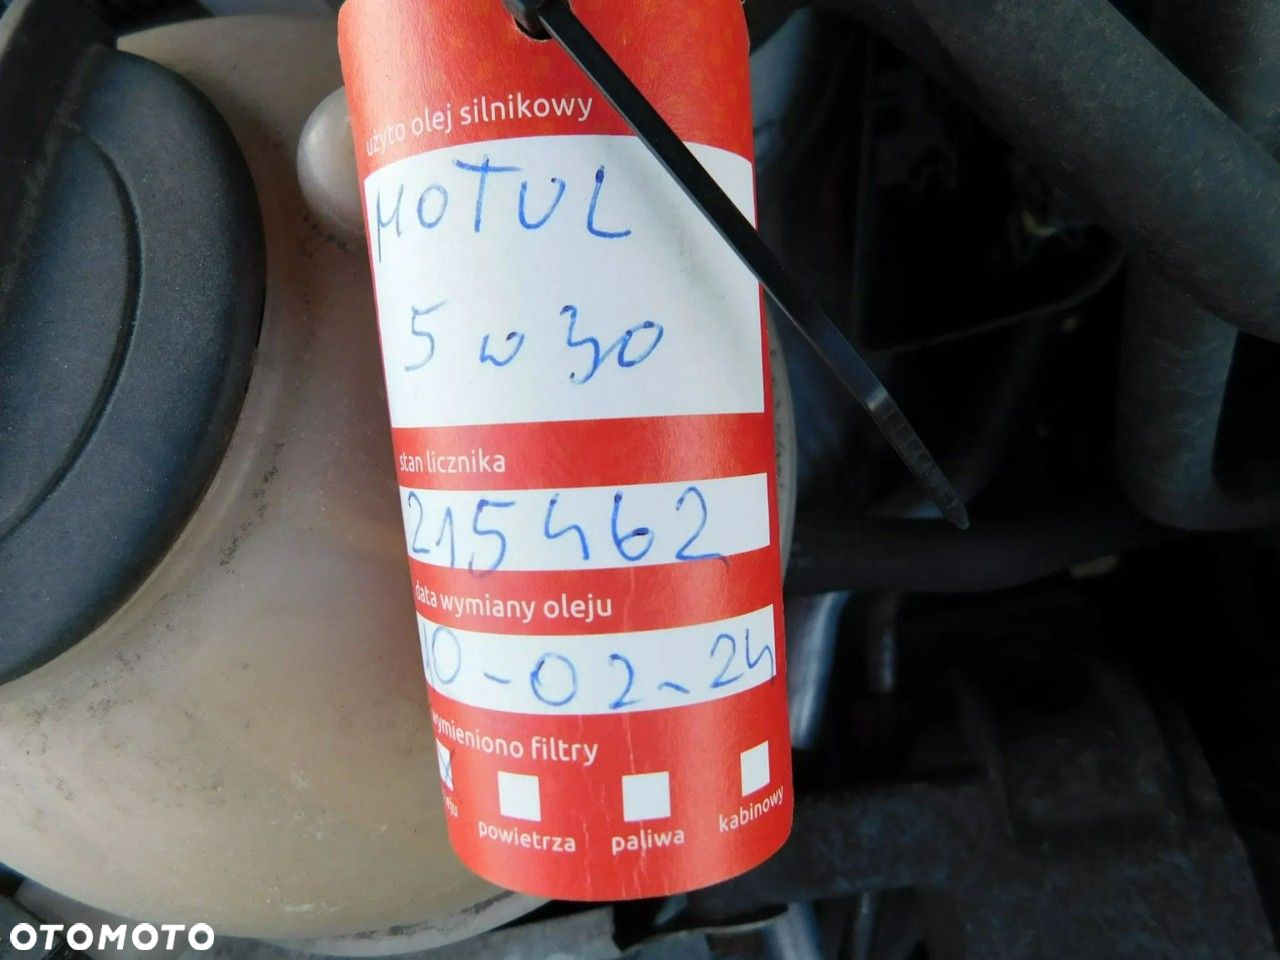 użyto olej silnikowy
MOTUL
5 w 30
stan licznika
215462
data wymiany oleju
10-02-24
wymieniono filtry
powietrza
paliwa
kabinowy
OTOMOTO